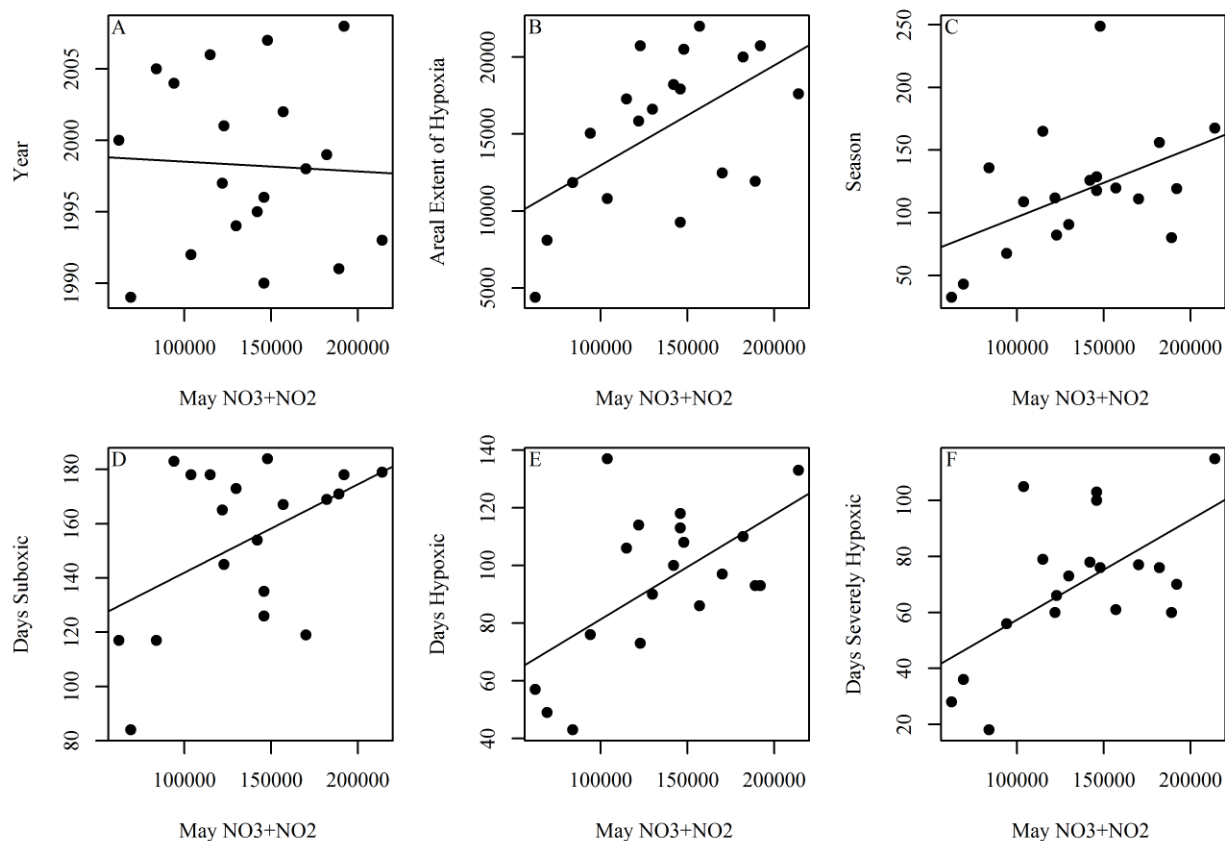 A
Year
1990 1995 2000 2005
100000 150000 200000
May NO3+NO2
B
Areal Extent of Hypoxia
5000 10000 15000 20000
100000 150000 200000
May NO3+NO2
C
Season
50 100 150 200 250
100000 150000 200000
May NO3+NO2
D
Days Suboxic
80 100 120 140 160 180
100000 150000 200000
May NO3+NO2
E
Days Hypoxic
40 60 80 100 120 140
100000 150000 200000
May NO3+NO2
F
Days Severely Hypoxic
20 40 60 80 100
100000 150000 200000
May NO3+NO2